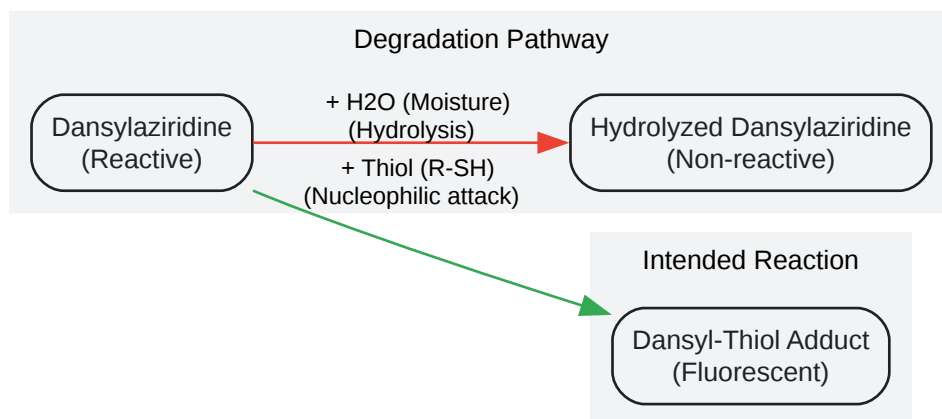 Degradation Pathway
Dansylaziridine
(Reactive)
+ H2O (Moisture)
(Hydrolysis)
Hydrolyzed Dansylaziridine
(Non-reactive)
+ Thiol (R-SH)
(Nucleophilic attack)
Intended Reaction
Dansyl-Thiol Adduct
(Fluorescent)